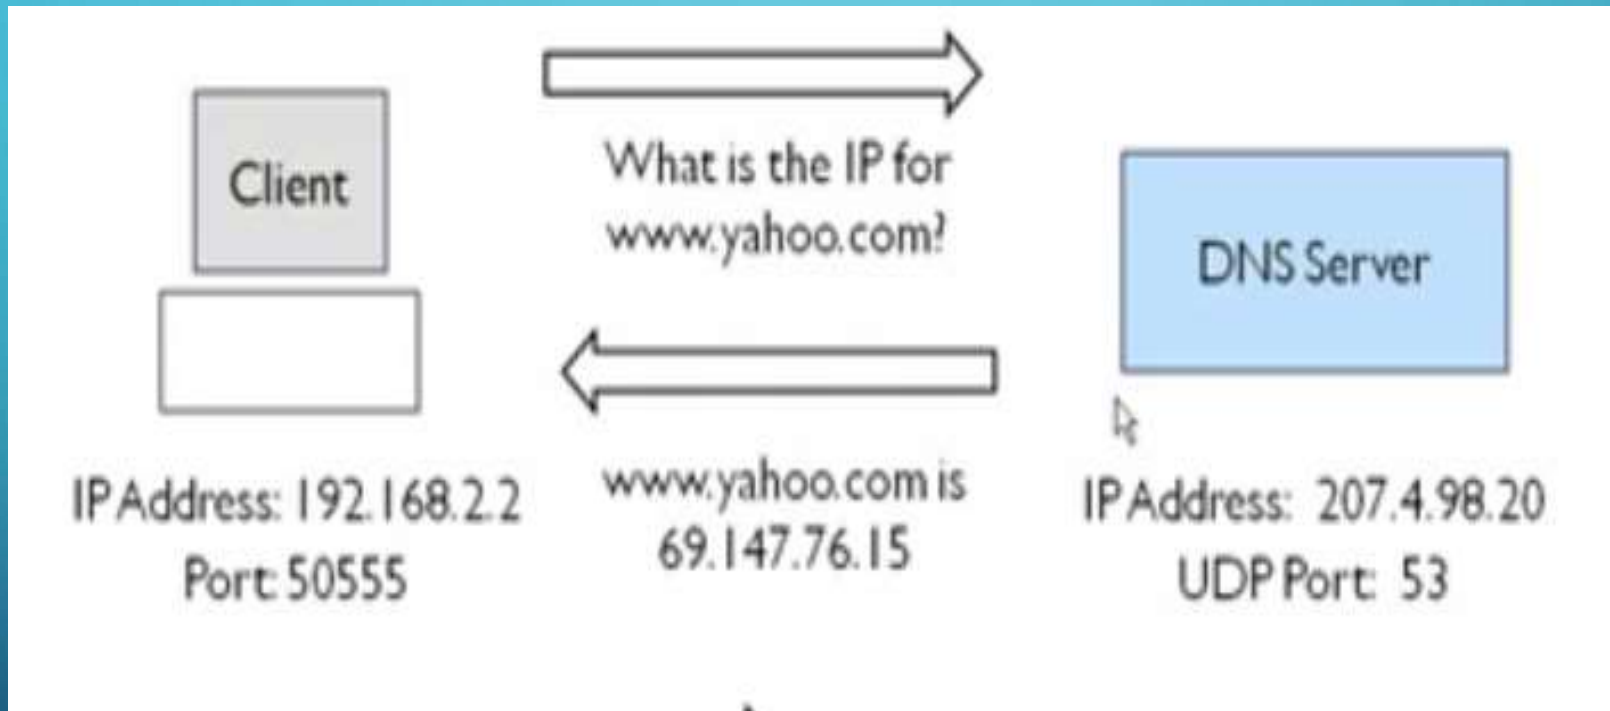 Client
What is the IP for
www.yahoo.com?
DNS Server
www.yahoo.com is
69.147.76.15
IP Address: 192.168.2.2
Port: 50555
IP Address: 207.4.98.20
UDP Port: 53